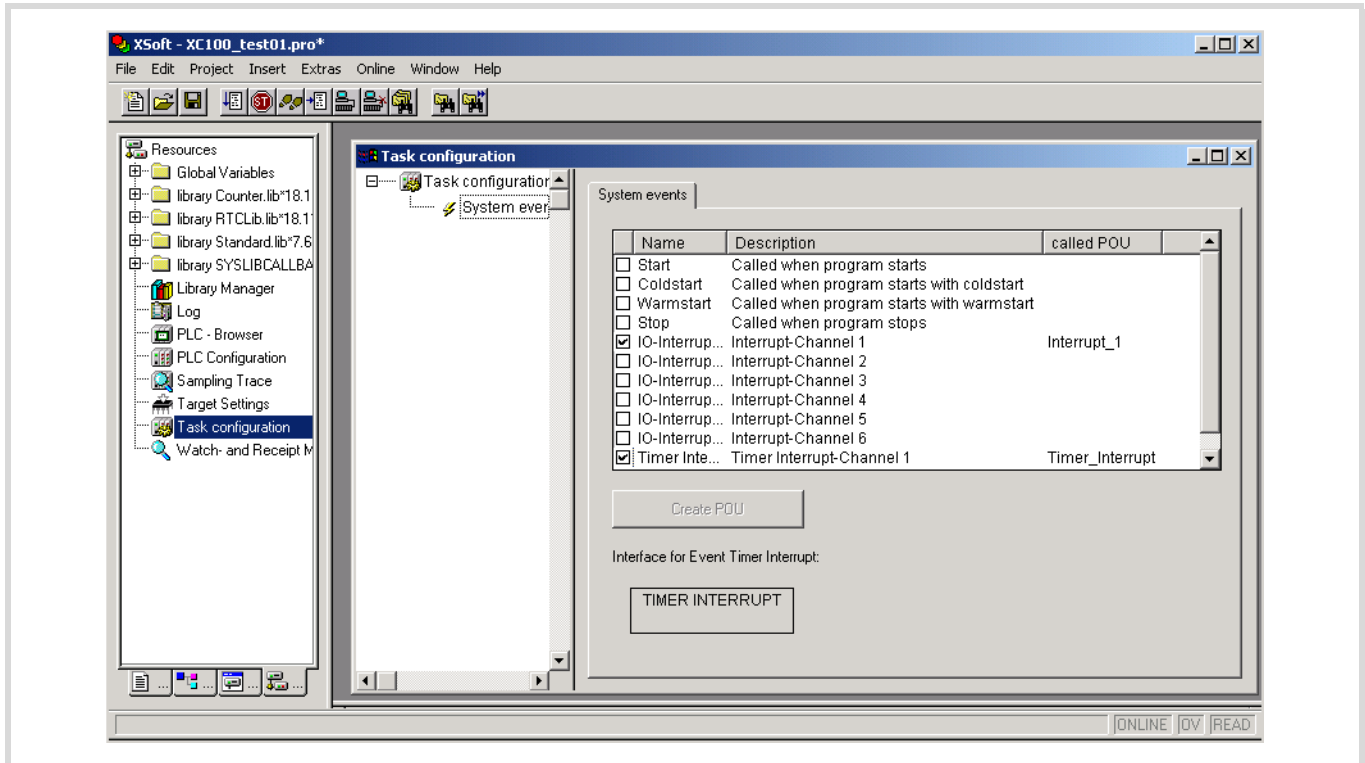 XSoft - XC100_test01.pro*
File Edit Project Insert Extras Online Window Help
Resources
Global Variables
library Counter.lib*18.1
library RTCLib.lib*18.1
library Standard.lib*7.6
library SYSLIBCALLBA
Library Manager
Log
PLC - Browser
PLC Configuration
Sampling Trace
Target Settings
Task configuration
Watch- and Receipt M
... ... ... ...
Task configuration
Task configuration
System even
System events
Name Description called POU
Start Called when program starts
Coldstart Called when program starts with coldstart
Warmstart Called when program starts with warmstart
Stop Called when program stops
IO-Interrup... Interrupt-Channel 1 Interrupt_1
IO-Interrup... Interrupt-Channel 2
IO-Interrup... Interrupt-Channel 3
IO-Interrup... Interrupt-Channel 4
IO-Interrup... Interrupt-Channel 5
IO-Interrup... Interrupt-Channel 6
Timer Inte... Timer Interrupt-Channel 1 Timer_Interrupt
Create POU
Interface for Event Timer Interrupt:
TIMER INTERRUPT
ONLINE OV READ